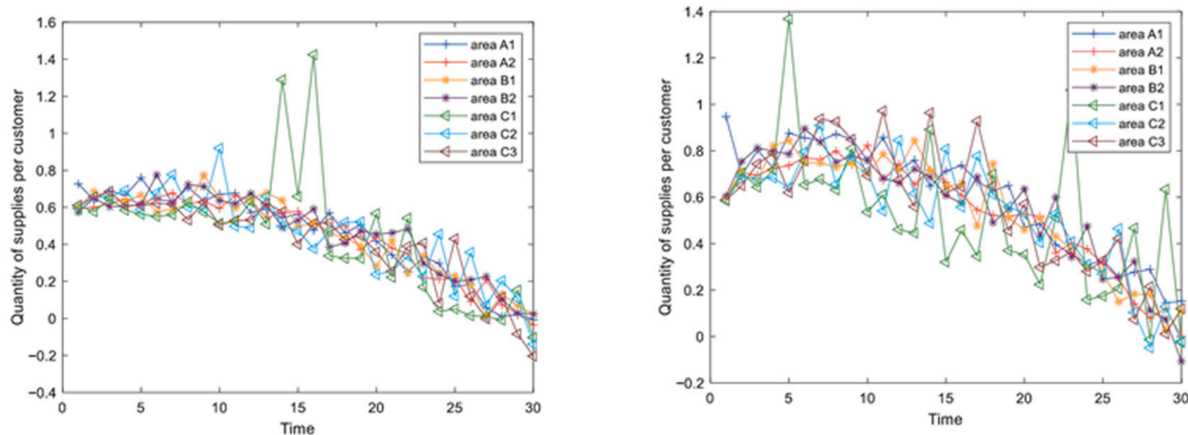 1.6
1.4
1.2
1
0.8
0.6
0.4
0.2
0
−0.2
−0.4
0
5
10
15
20
25
30
Time
Quantity of supplies per customer
area A1
area A2
area B1
area B2
area C1
area C2
area C3
1.4
1.2
1
0.8
0.6
0.4
0.2
0
−0.2
0
5
10
15
20
25
30
Time
Quantity of supplies per customer
area A1
area A2
area B1
area B2
area C1
area C2
area C3